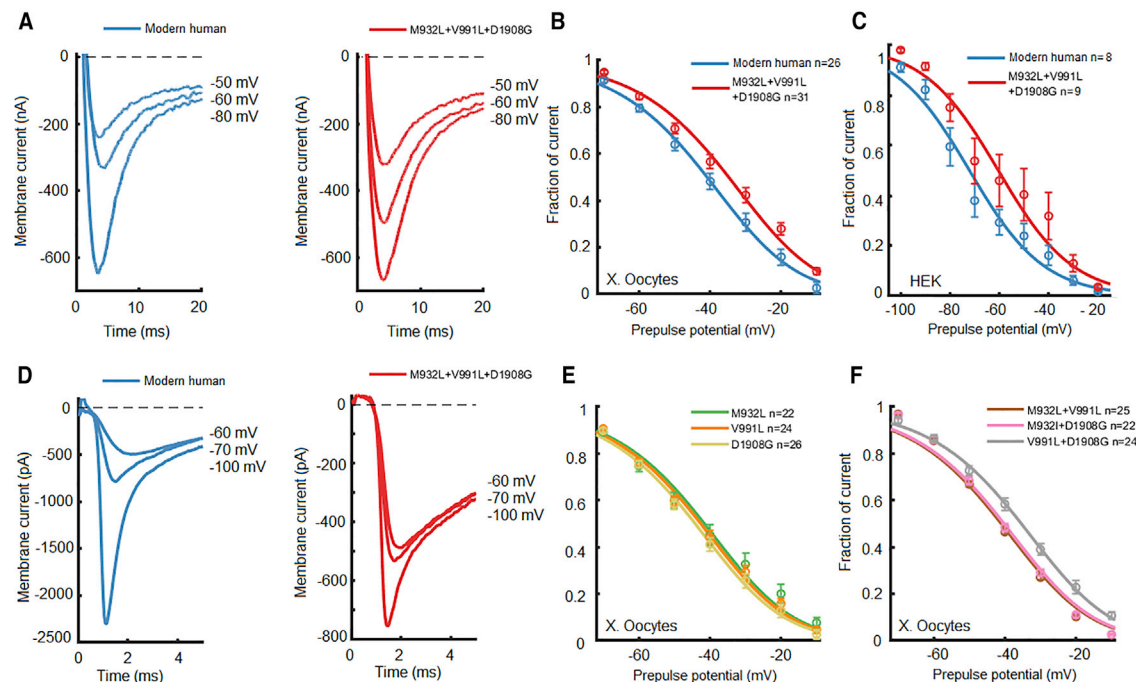 A
Modern human
M932L+V991L+D1908G
0
-200
-400
-600
Membrane current (nA)
-50 mV
-60 mV
-80 mV
0 10 20
Time (ms)
0
-200
-400
-600
Membrane current (nA)
-50 mV
-60 mV
-80 mV
0 10 20
Time (ms)
B
1
0.8
0.6
0.4
0.2
0
Fraction of current
Modern human n=26
M932L+V991L
+D1908G n=31
X. Oocytes
-60 -40 -20
Prepulse potential (mV)
C
1
0.8
0.6
0.4
0.2
0
Fraction of current
Modern human n= 8
M932L+V991L
+D1908G n= 9
HEK
-100 -80 -60 -40 -20
Prepulse potential (mV)
D
Modern human
M932L+V991L+D1908G
0
-500
-1000
-1500
-2000
-2500
Membrane current (pA)
-60 mV
-70 mV
-100 mV
0 2 4
Time (ms)
0
-200
-400
-600
-800
Membrane current (pA)
-60 mV
-70 mV
-100 mV
0 2 4
Time (ms)
E
1
0.8
0.6
0.4
0.2
0
Fraction of current
M932L n=22
V991L n=24
D1908G n=26
X. Oocytes
-60 -40 -20
Prepulse potential (mV)
F
1
0.8
0.6
0.4
0.2
0
Fraction of current
M932L+V991L n=25
M932I+D1908G n=22
V991L+D1908G n=24
X. Oocytes
-60 -40 -20
Prepulse potential (mV)